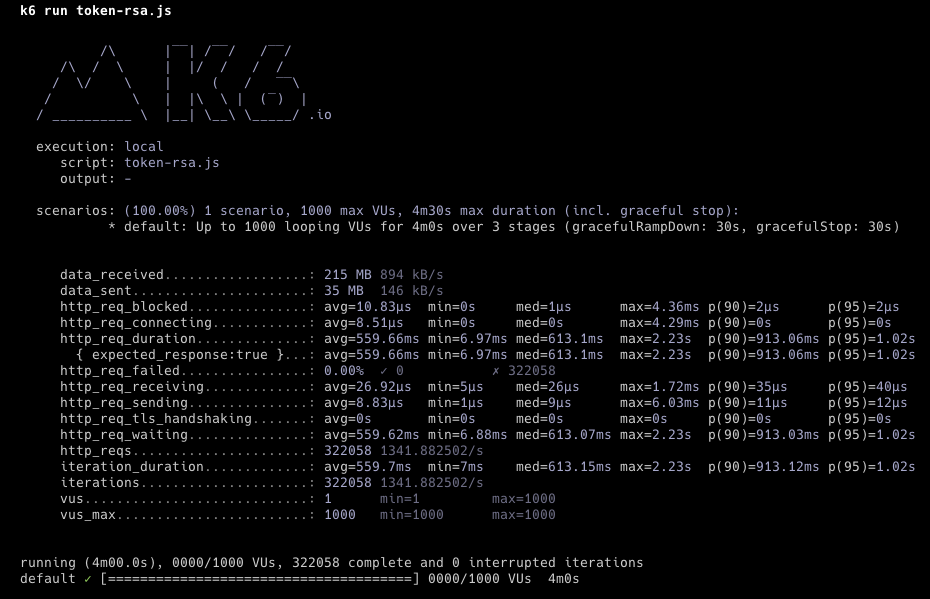 k6 run token-rsa.js
          /\      |‾‾| /‾‾/   /‾‾/
     /\  /  \     |  |/  /   /  /
    /  \/    \    |     (   /   ‾‾\
   /          \   |  |\  \ |  (‾)  |
  / __________ \  |__| \__\ \_____/ .io
execution: local
script: token-rsa.js
output: -
scenarios: (100.00%) 1 scenario, 1000 max VUs, 4m30s max duration (incl. graceful stop):
* default: Up to 1000 looping VUs for 4m0s over 3 stages (gracefulRampDown: 30s, gracefulStop: 30s)
data_received..................: 215 MB 894 kB/s
data_sent......................: 35 MB  146 kB/s
http_req_blocked...............: avg=10.83µs  min=0s     med=1µs      max=4.36ms p(90)=2µs      p(95)=2µs
http_req_connecting............: avg=8.51µs   min=0s     med=0s       max=4.29ms p(90)=0s       p(95)=0s
http_req_duration..............: avg=559.66ms min=6.97ms med=613.1ms  max=2.23s  p(90)=913.06ms p(95)=1.02s
{ expected_response:true }...: avg=559.66ms min=6.97ms med=613.1ms  max=2.23s  p(90)=913.06ms p(95)=1.02s
http_req_failed................: 0.00%  ✓ 0           ✗ 322058
http_req_receiving.............: avg=26.92µs  min=5µs    med=26µs     max=1.72ms p(90)=35µs     p(95)=40µs
http_req_sending...............: avg=8.83µs   min=1µs    med=9µs      max=6.03ms p(90)=11µs     p(95)=12µs
http_req_tls_handshaking.......: avg=0s       min=0s     med=0s       max=0s     p(90)=0s       p(95)=0s
http_req_waiting...............: avg=559.62ms min=6.88ms med=613.07ms max=2.23s  p(90)=913.03ms p(95)=1.02s
http_reqs......................: 322058 1341.882502/s
iteration_duration.............: avg=559.7ms  min=7ms    med=613.15ms max=2.23s  p(90)=913.12ms p(95)=1.02s
iterations.....................: 322058 1341.882502/s
vus............................: 1      min=1         max=1000
vus_max........................: 1000   min=1000      max=1000
running (4m00.0s), 0000/1000 VUs, 322058 complete and 0 interrupted iterations
default ✓ [======================================] 0000/1000 VUs  4m0s